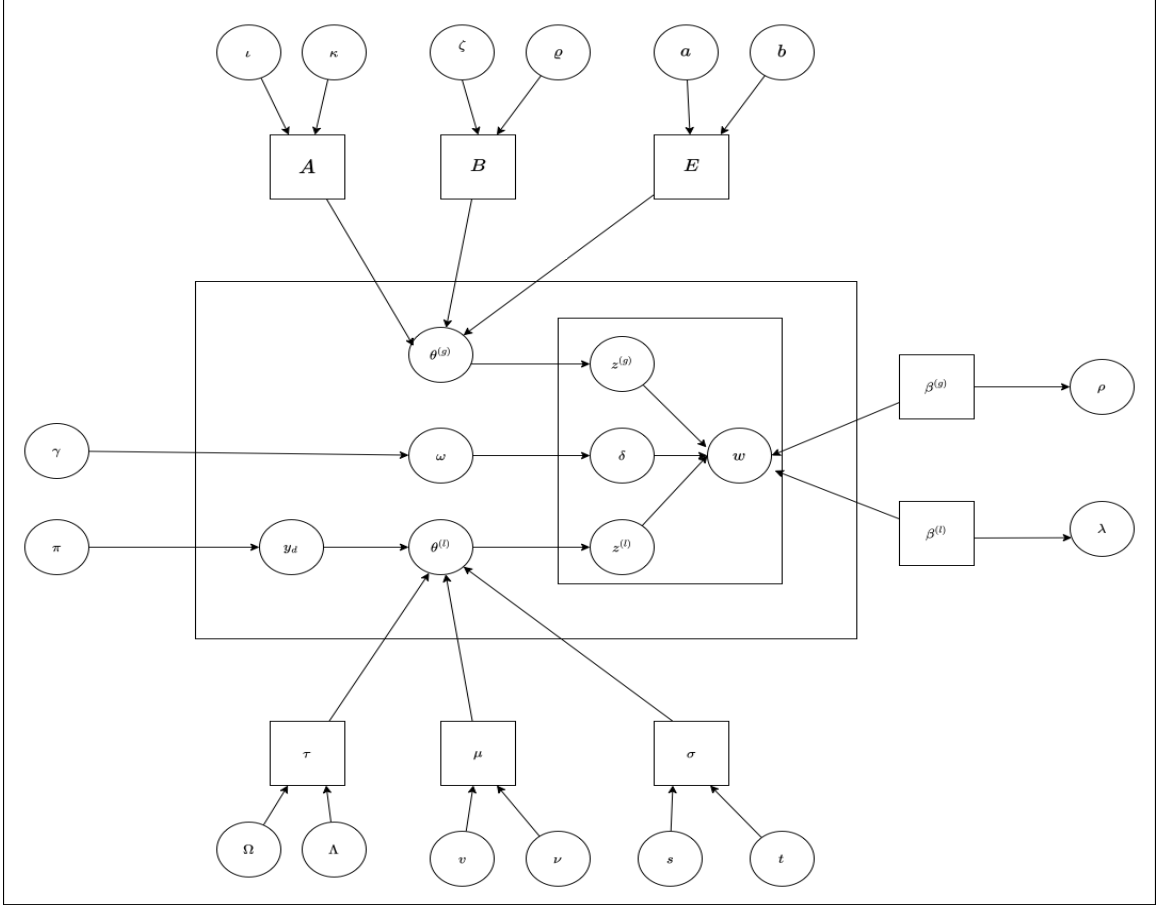 ι κ ζ ϱ a b
A B E
θ^(g) z^(g) β^(g) ρ
γ ω δ w
π y_d θ^(l) z^(l) β^(l) λ
τ μ σ
Ω Λ v ν s t